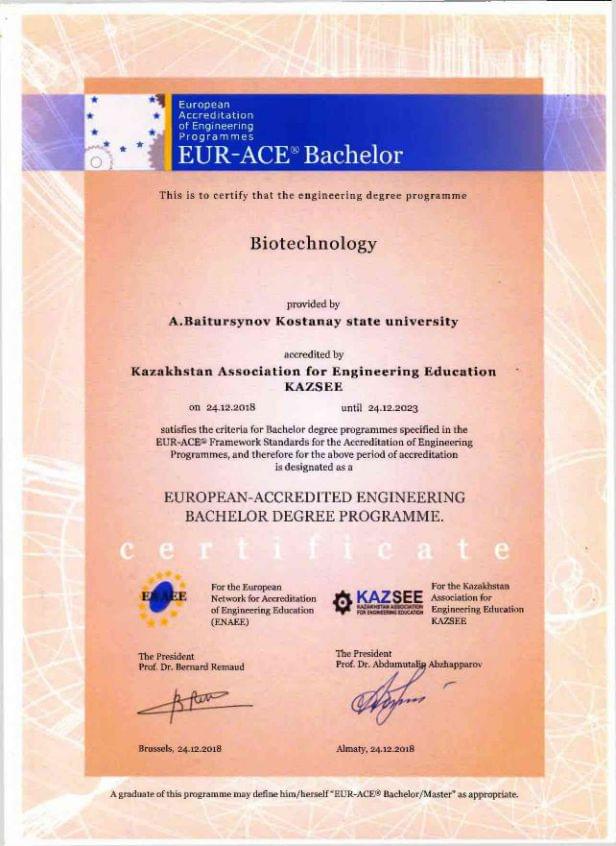 European
Accreditation
of Engineering
Programmes
EUR-ACE® Bachelor
This is to certify that the engineering degree programme
Biotechnology
provided by
A.Baitursynov Kostanay state university
accredited by
Kazakhstan Association for Engineering Education
KAZSEE
on 24.12.2018 until 24.12.2023
satisfies the criteria for Bachelor degree programmes specified in the
EUR-ACE® Framework Standards for the Accreditation of Engineering
Programmes, and therefore for the above period of accreditation
is designated as a
EUROPEAN-ACCREDITED ENGINEERING
BACHELOR DEGREE PROGRAMME.
certificate
ENAEE
For the European
Network for Accreditation
of Engineering Education
(ENAEE)
KAZSEE
KAZAKHSTAN ASSOCIATION
FOR ENGINEERING EDUCATION
For the Kazakhstan
Association for
Engineering Education
KAZSEE
The President
Prof. Dr. Bernard Remaud
Brussels, 24.12.2018
The President
Prof. Dr. Abdumutalip Abzhapparov
Almaty, 24.12.2018
A graduate of this programme may define him/herself "EUR-ACE® Bachelor/Master" as appropriate.